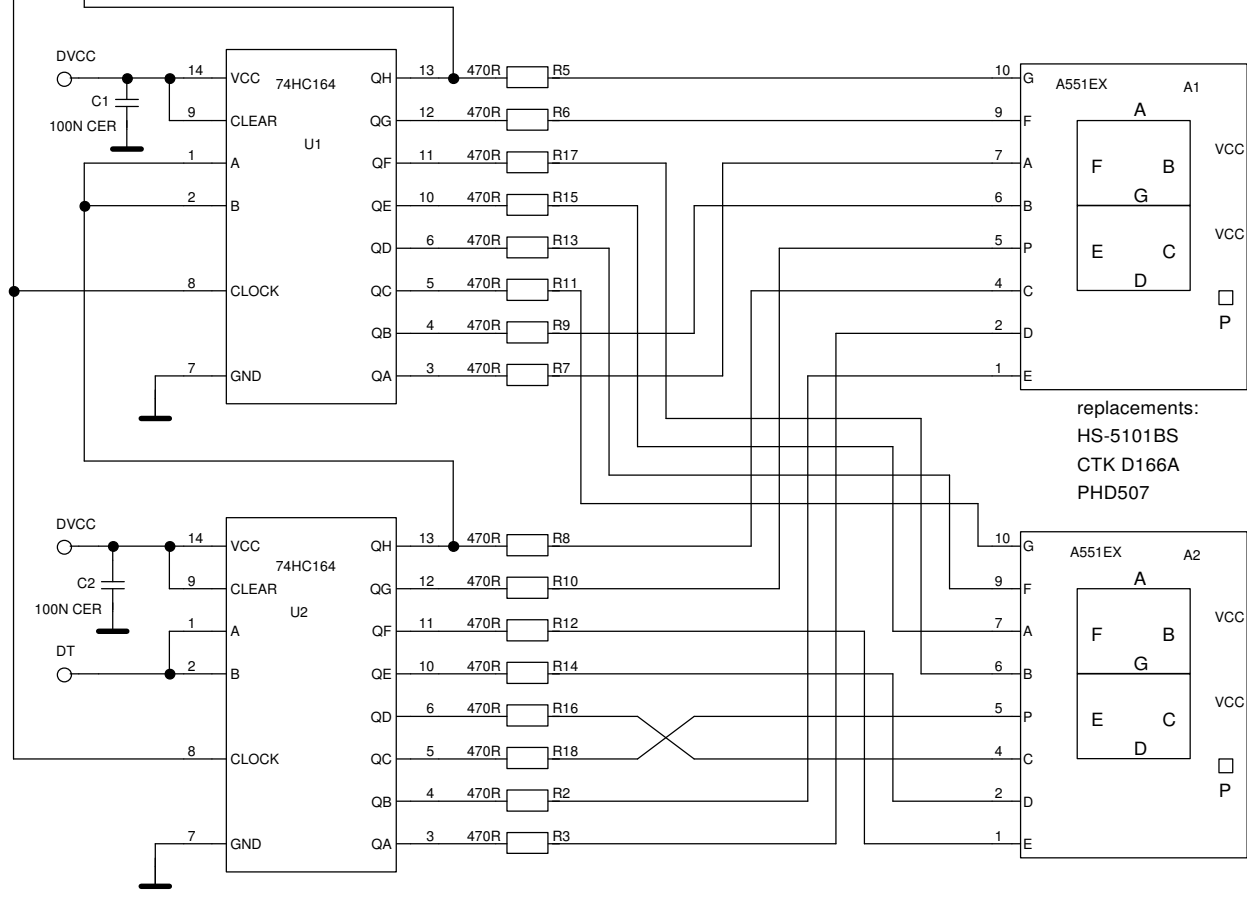 DVCC
C1
100N CER
14 VCC 74HC164 QH 13 470R R5
9 CLEAR U1 QG 12 470R R6
1 A QF 11 470R R17
2 B QE 10 470R R15
QD 6 470R R13
8 CLOCK QC 5 470R R11
QB 4 470R R9
7 GND QA 3 470R R7
10 G A551EX A1
9 F
7 A
6 B
5 P
4 C
2 D
1 E
A
F B
G
E C
D
VCC
VCC
P
replacements:
HS-5101BS
CTK D166A
PHD507
DVCC
C2
100N CER
DT
14 VCC 74HC164 QH 13 470R R8
9 CLEAR U2 QG 12 470R R10
1 A QF 11 470R R12
2 B QE 10 470R R14
QD 6 470R R16
8 CLOCK QC 5 470R R18
QB 4 470R R2
7 GND QA 3 470R R3
10 G A551EX A2
9 F
7 A
6 B
5 P
4 C
2 D
1 E
A
F B
G
E C
D
VCC
VCC
P